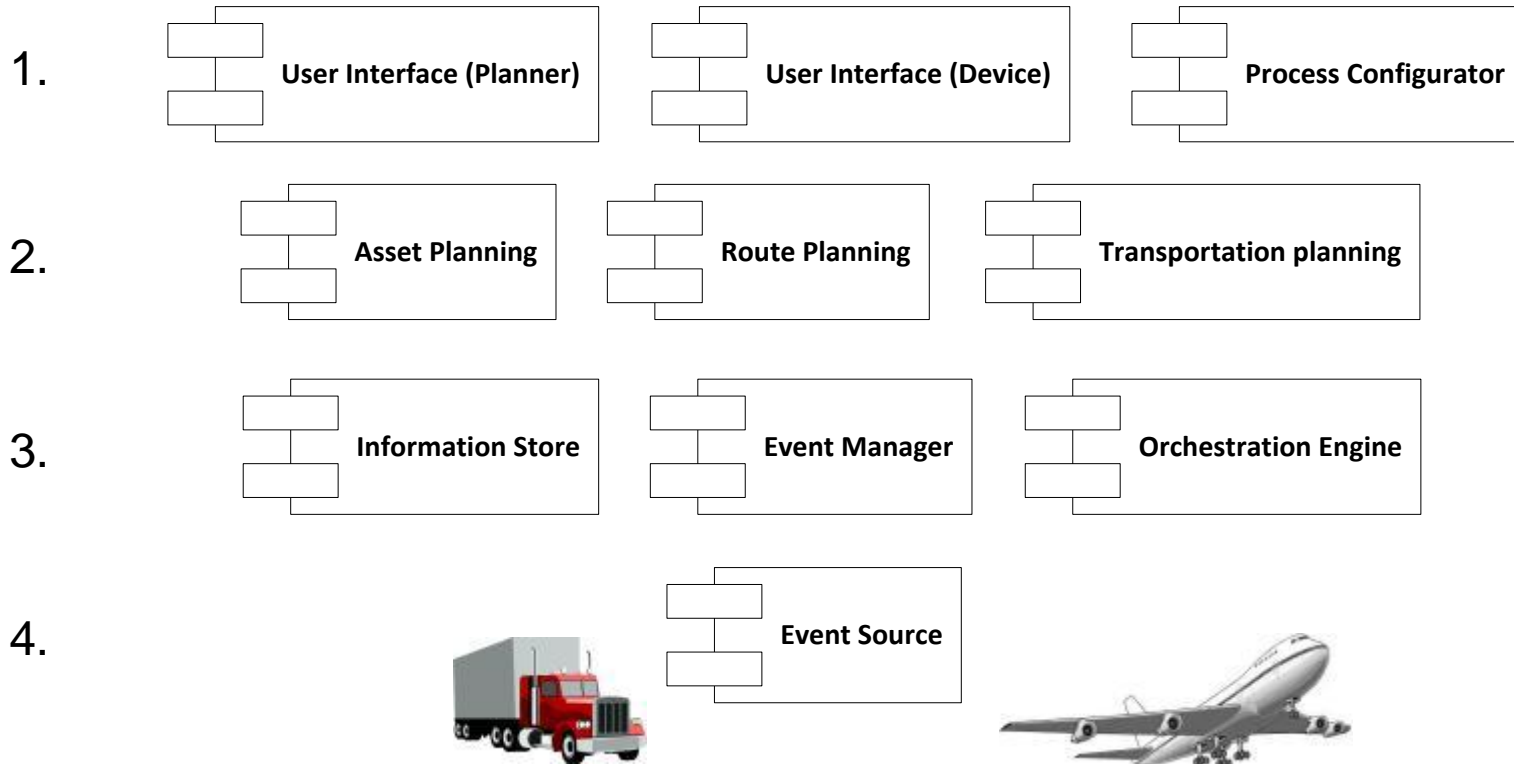 1.
User Interface (Planner)
User Interface (Device)
Process Configurator
2.
Asset Planning
Route Planning
Transportation planning
3.
Information Store
Event Manager
Orchestration Engine
4.
Event Source